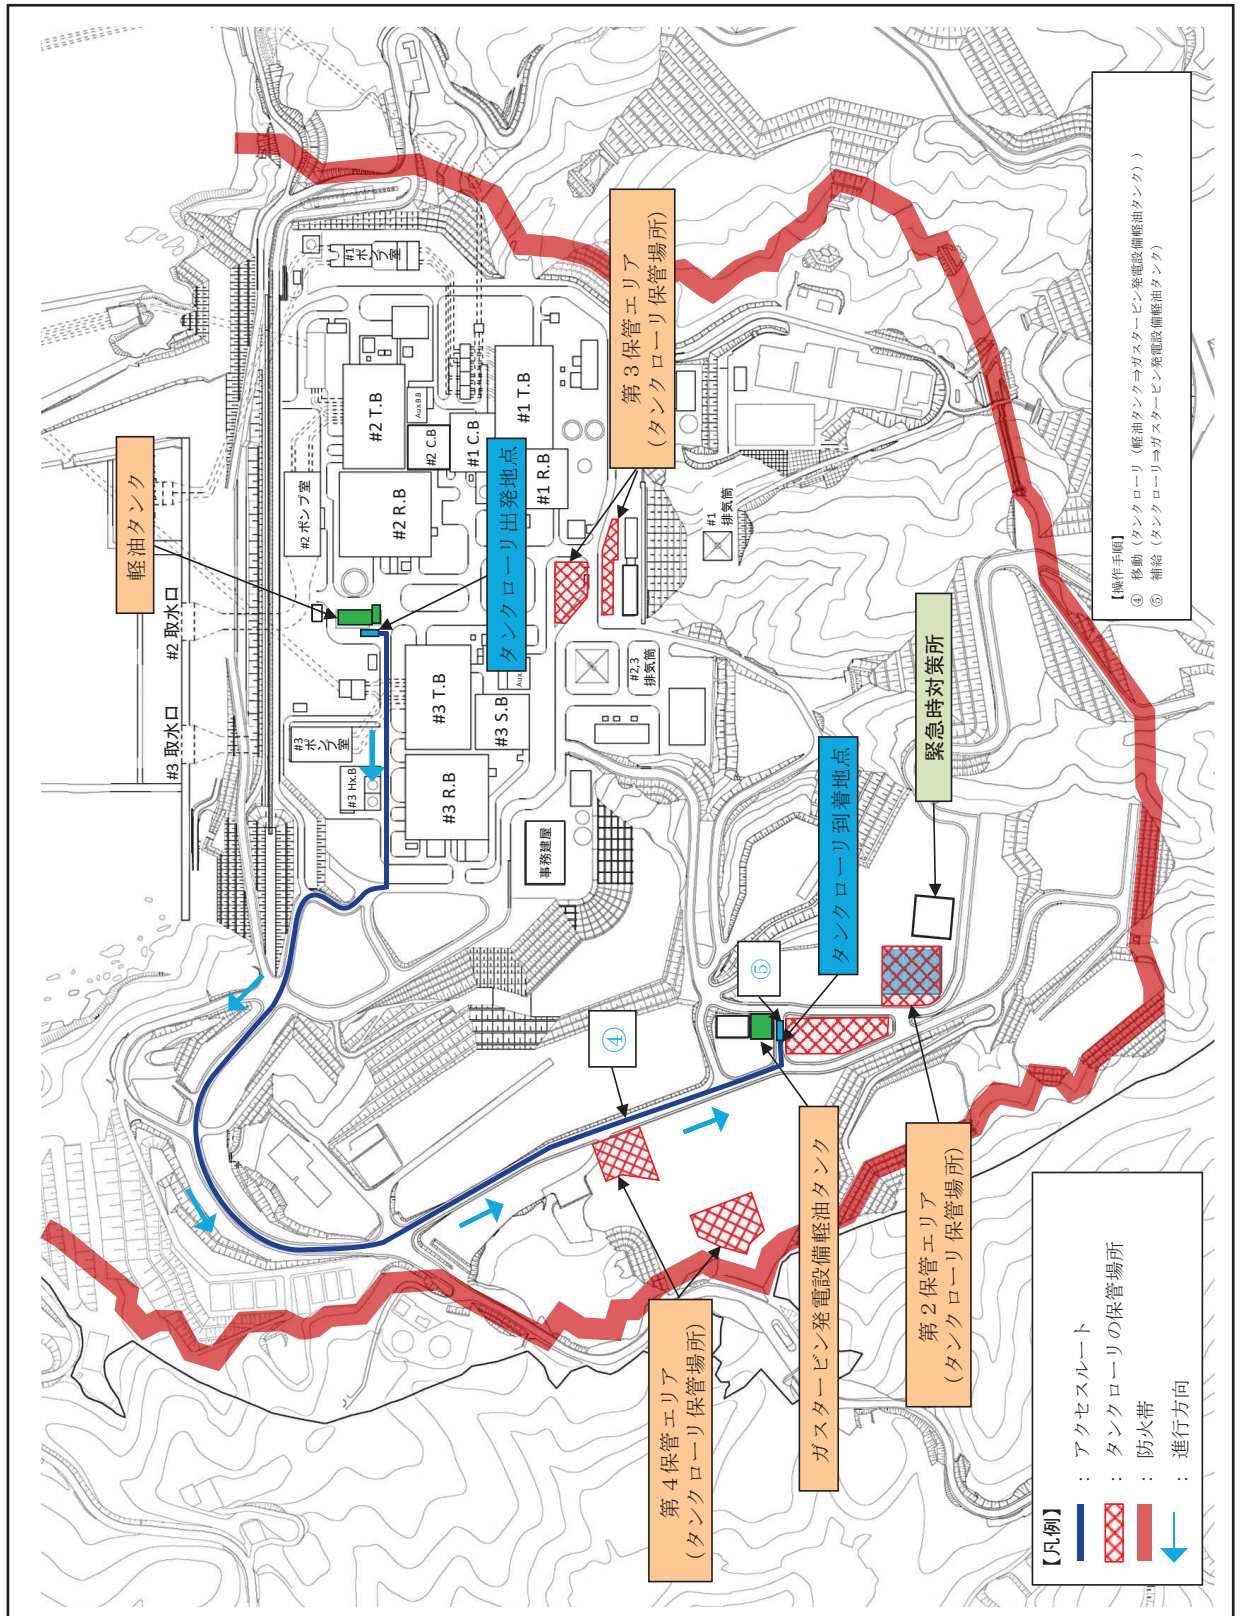 軽油タンク
タンクローリ出発地点
第3保管エリア
(タンクローリ保管場所)
緊急時対策所
タンクローリ到着地点
ガスタービン発電設備軽油タンク
第2保管エリア
(タンクローリ保管場所)
第4保管エリア
(タンクローリ保管場所)
④
⑤
#3 取水口
#2 取水口
#1
ポンプ室
#2 ポンプ室
#3
ポンプ室
#3 Hx.B
#2 T.B
AuxB.B
#2 C.B
#2 R.B
#1 C.B
#1 T.B
#1 R.B
#3 T.B
#3 S.B
Aux
#3 R.B
事務建屋
#2,3
排気筒
#1
排気筒
【操作手順】
④ 移動 (タンクローリ (軽油タンク⇒ガスタービン発電設備軽油タンク))
⑤ 補給 (タンクローリ⇒ガスタービン発電設備軽油タンク)
【凡例】
: アクセスルート
: タンクローリの保管場所
: 防火帯
: 進行方向